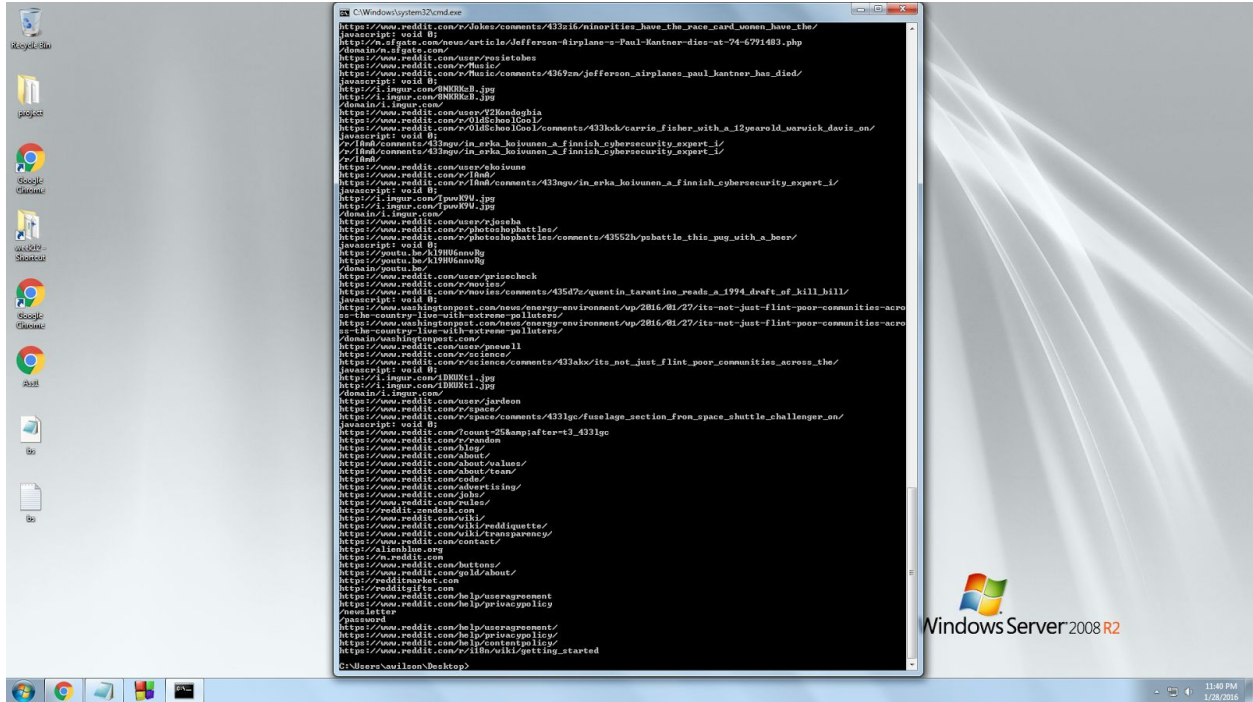 Recycle Bin
project
Google
Chrome
week12 -
Shortcut
Google
Chrome
Ass1
bs
bs
C:\Windows\system32\cmd.exe
https://www.reddit.com/r/Jokes/comments/433zi6/minorities_have_the_race_card_women_have_the/
javascript: void 0;
http://m.sfgate.com/news/article/Jefferson-Airplane-s-Paul-Kantner-dies-at-74-6791483.php
/domain/m.sfgate.com/
https://www.reddit.com/user/rosietobes
https://www.reddit.com/r/Music/
https://www.reddit.com/r/Music/comments/4369zm/jefferson_airplanes_paul_kantner_has_died/
javascript: void 0;
http://i.imgur.com/8NKRKzB.jpg
http://i.imgur.com/8NKRKzB.jpg
/domain/i.imgur.com/
https://www.reddit.com/user/Y2Kondogbia
https://www.reddit.com/r/OldSchoolCool/
https://www.reddit.com/r/OldSchoolCool/comments/433kxk/carrie_fisher_with_a_12yearold_warwick_davis_on/
javascript: void 0;
/r/IAmA/comments/433mgv/im_erka_koivunen_a_finnish_cybersecurity_expert_i/
/r/IAmA/comments/433mgv/im_erka_koivunen_a_finnish_cybersecurity_expert_i/
/r/IAmA/
https://www.reddit.com/user/ekoivune
https://www.reddit.com/r/IAmA/
https://www.reddit.com/r/IAmA/comments/433mgv/im_erka_koivunen_a_finnish_cybersecurity_expert_i/
javascript: void 0;
http://i.imgur.com/TpwvK9W.jpg
http://i.imgur.com/TpwvK9W.jpg
/domain/i.imgur.com/
https://www.reddit.com/user/rjoseba
https://www.reddit.com/r/photoshopbattles/
https://www.reddit.com/r/photoshopbattles/comments/43552h/psbattle_this_pug_with_a_beer/
javascript: void 0;
https://youtu.be/kl9HV6nnvRg
https://youtu.be/kl9HV6nnvRg
/domain/youtu.be/
https://www.reddit.com/user/prisecheck
https://www.reddit.com/r/movies/
https://www.reddit.com/r/movies/comments/435d7z/quentin_tarantino_reads_a_1994_draft_of_kill_bill/
javascript: void 0;
https://www.washingtonpost.com/news/energy-environment/wp/2016/01/27/its-not-just-flint-poor-communities-acro
ss-the-country-live-with-extreme-polluters/
https://www.washingtonpost.com/news/energy-environment/wp/2016/01/27/its-not-just-flint-poor-communities-acro
ss-the-country-live-with-extreme-polluters/
/domain/washingtonpost.com/
https://www.reddit.com/user/pnewell
https://www.reddit.com/r/science/
https://www.reddit.com/r/science/comments/433akx/its_not_just_flint_poor_communities_across_the/
javascript: void 0;
http://i.imgur.com/1DKUXt1.jpg
http://i.imgur.com/1DKUXt1.jpg
/domain/i.imgur.com/
https://www.reddit.com/user/jardeon
https://www.reddit.com/r/space/
https://www.reddit.com/r/space/comments/4331gc/fuselage_section_from_space_shuttle_challenger_on/
javascript: void 0;
https://www.reddit.com/?count=25&amp;after=t3_4331gc
https://www.reddit.com/r/random
https://www.reddit.com/blog/
https://www.reddit.com/about/
https://www.reddit.com/about/values/
https://www.reddit.com/about/team/
https://www.reddit.com/code/
https://www.reddit.com/advertising/
https://www.reddit.com/jobs/
https://www.reddit.com/rules/
https://reddit.zendesk.com
https://www.reddit.com/wiki/
https://www.reddit.com/wiki/reddiquette/
https://www.reddit.com/wiki/transparency/
https://www.reddit.com/contact/
http://alienblue.org
https://m.reddit.com
https://www.reddit.com/buttons/
https://www.reddit.com/gold/about/
http://redditmarket.com
http://redditgifts.com
https://www.reddit.com/help/useragreement
https://www.reddit.com/help/privacypolicy
/newsletter
/password
https://www.reddit.com/help/useragreement/
https://www.reddit.com/help/privacypolicy/
https://www.reddit.com/help/contentpolicy/
https://www.reddit.com/r/i18n/wiki/getting_started
C:\Users\awilson\Desktop>
Windows Server 2008 R2
11:40 PM
1/28/2016